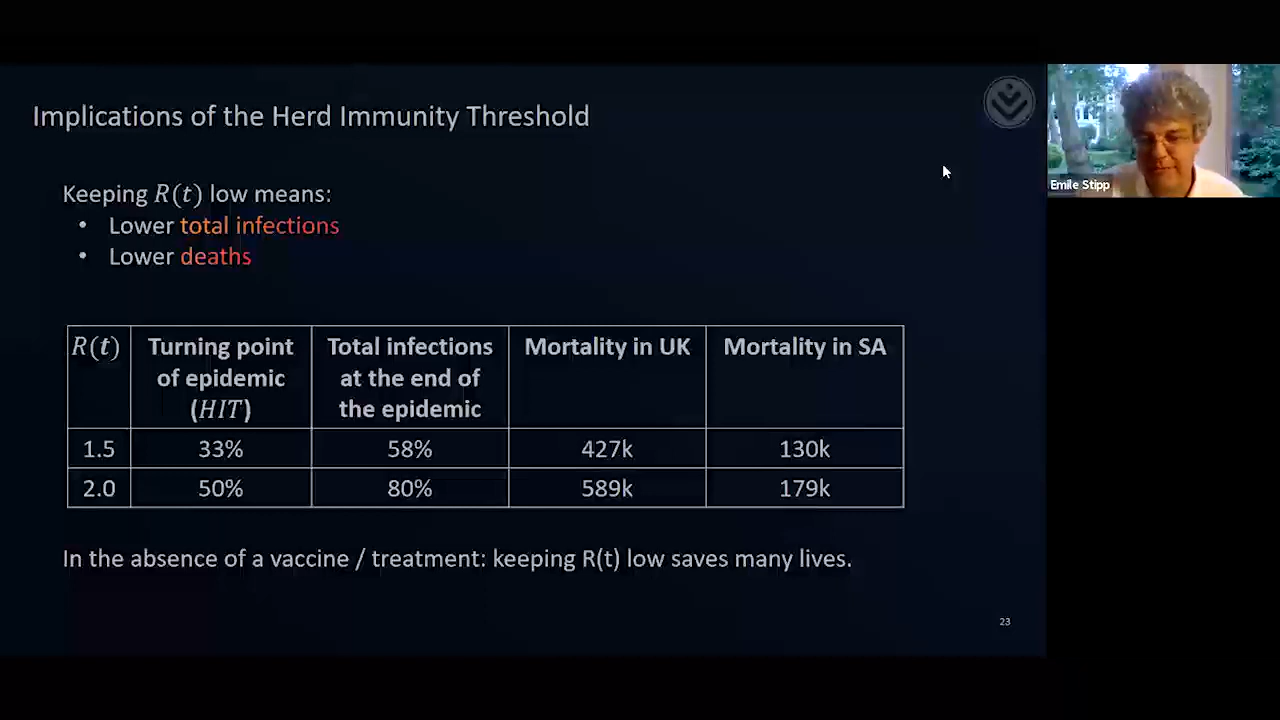 Implications of the Herd Immunity Threshold
Emile Stipp
Keeping R(t) low means:
• Lower total infections
• Lower deaths
R(t) Turning point of epidemic (HIT) Total infections at the end of the epidemic Mortality in UK Mortality in SA
1.5 33% 58% 427k 130k
2.0 50% 80% 589k 179k
In the absence of a vaccine / treatment: keeping R(t) low saves many lives.
23